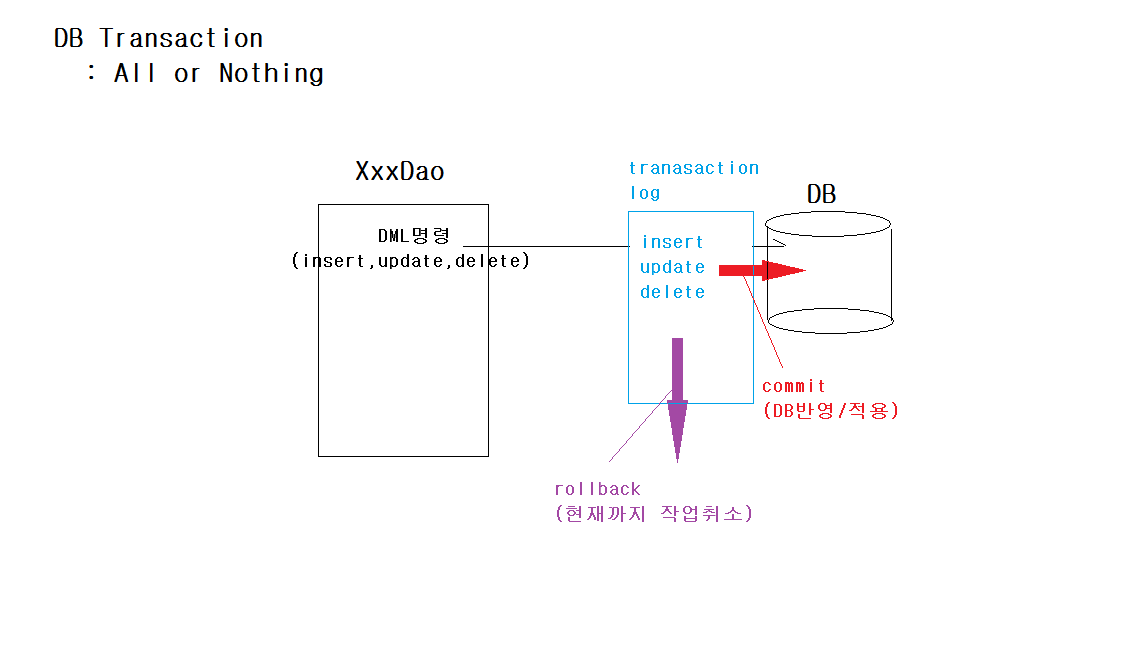 DB Transaction
: All or Nothing
XxxDao
DML명령
(insert,update,delete)
tranasaction
log
insert
update
delete
DB
commit
(DB반영/적용)
rollback
(현재까지 작업취소)